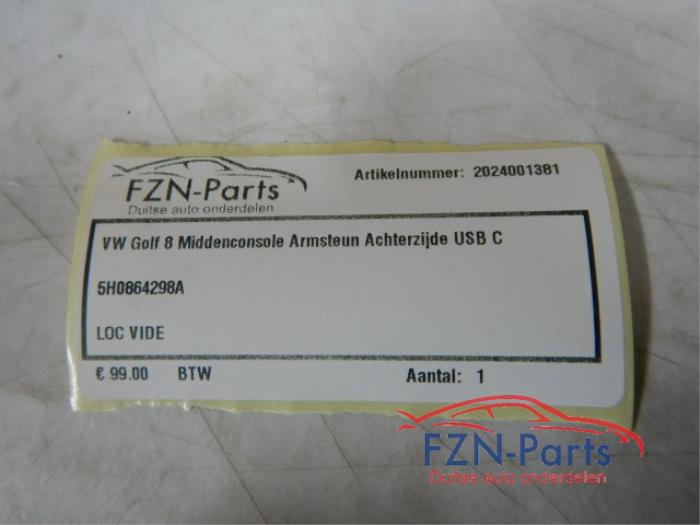 FZN-Parts
Duitse auto onderdelen
Artikelnummer: 2024001381
VW Golf 8 Middenconsole Armsteun Achterzijde USB C
5H0864298A
LOC VIDE
€ 99.00 BTW Aantal: 1
FZN-Parts
Duitse auto onderdelen